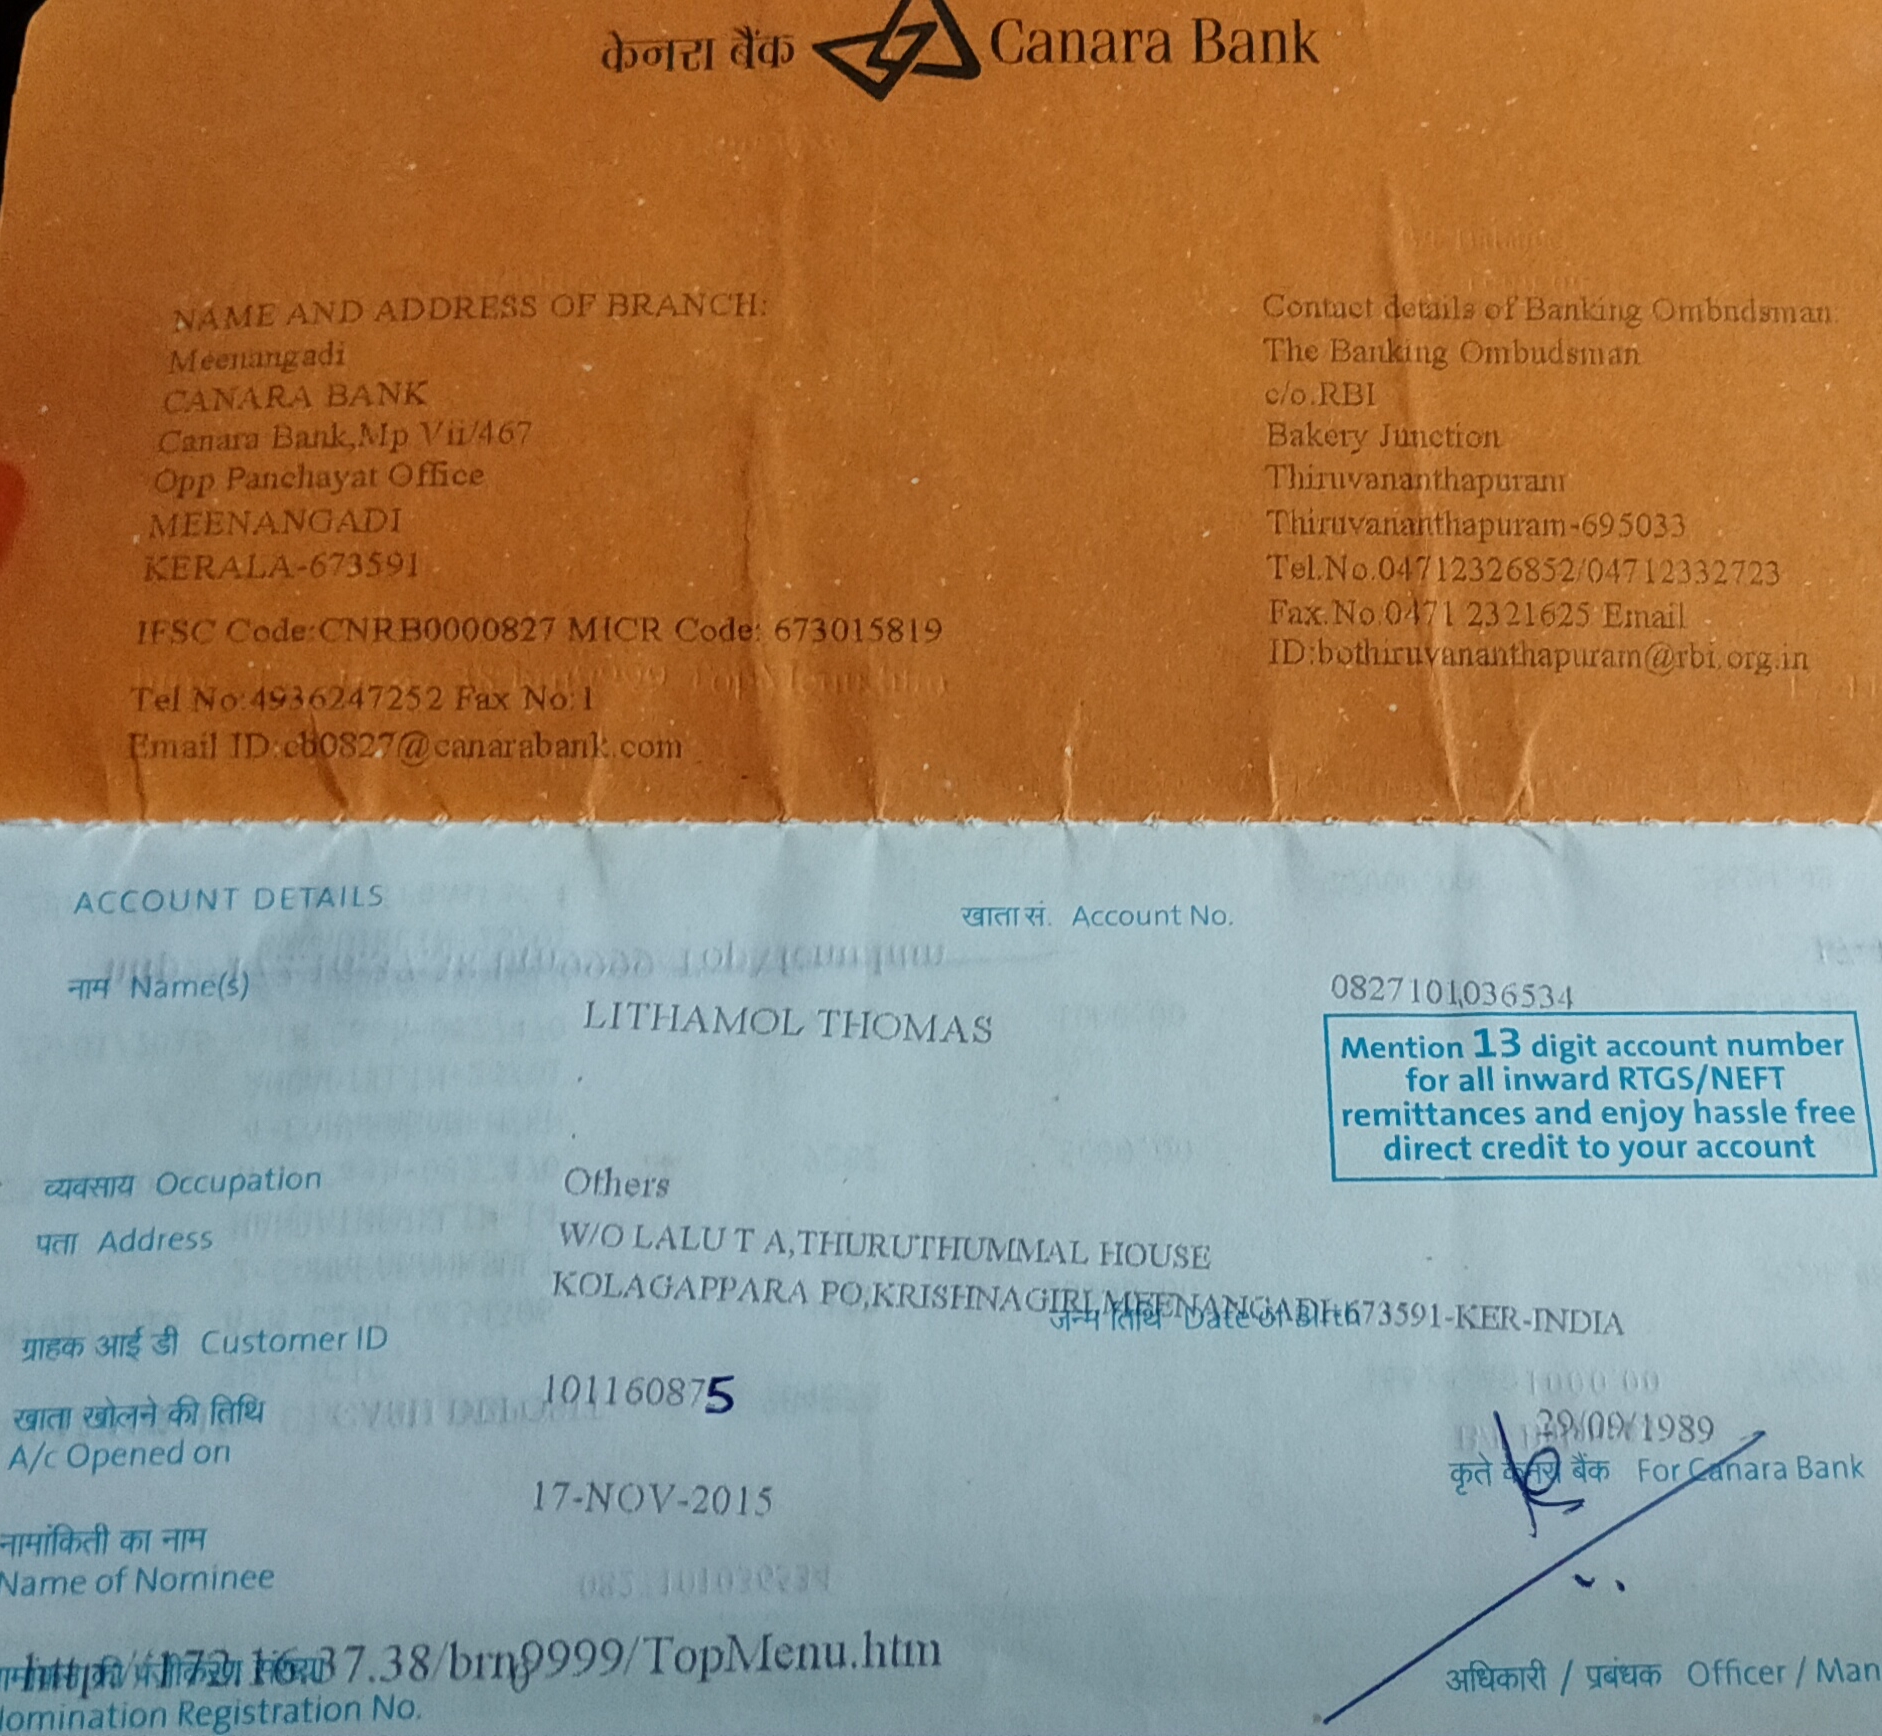 केनरा बैंक Canara Bank
NAME AND ADDRESS OF BRANCH:
Meenangadi
CANARA BANK
Canara Bank,Mp Vii/467
Opp Panchayat Office
MEENANGADI
KERALA-673591
IFSC Code:CNRB0000827 MICR Code: 673015819
Tel No:4936247252 Fax No:1
Email ID:cb0827@canarabank.com
Contact details of Banking Ombudsman:
The Banking Ombudsman
c/o.RBI
Bakery Junction
Thiruvananthapuram
Thiruvananthapuram-695033
Tel.No.04712326852/04712332723
Fax.No.0471 2321625 Email
ID:bothiruvananthapuram@rbi.org.in
ACCOUNT DETAILS
खाता सं. Account No.
नाम Name(s)
LITHAMOL THOMAS
0827101036534
Mention 13 digit account number
for all inward RTGS/NEFT
remittances and enjoy hassle free
direct credit to your account
व्यवसाय Occupation
Others
पता Address
W/O LALU T A,THURUTHUMMAL HOUSE
KOLAGAPPARA PO,KRISHNAGIRI,MEENANGADI-673591-KER-INDIA
जन्म तिथि Date of Birth
ग्राहक आई डी Customer ID
1011608755
खाता खोलने की तिथि
A/c Opened on
29/09/1989
कृते केनरा बैंक For Canara Bank
17-NOV-2015
नामांकिती का नाम
Name of Nominee
http://172.16.37.38/brn9999/TopMenu.htm
Nomination Registration No.
अधिकारी / प्रबंधक Officer / Man